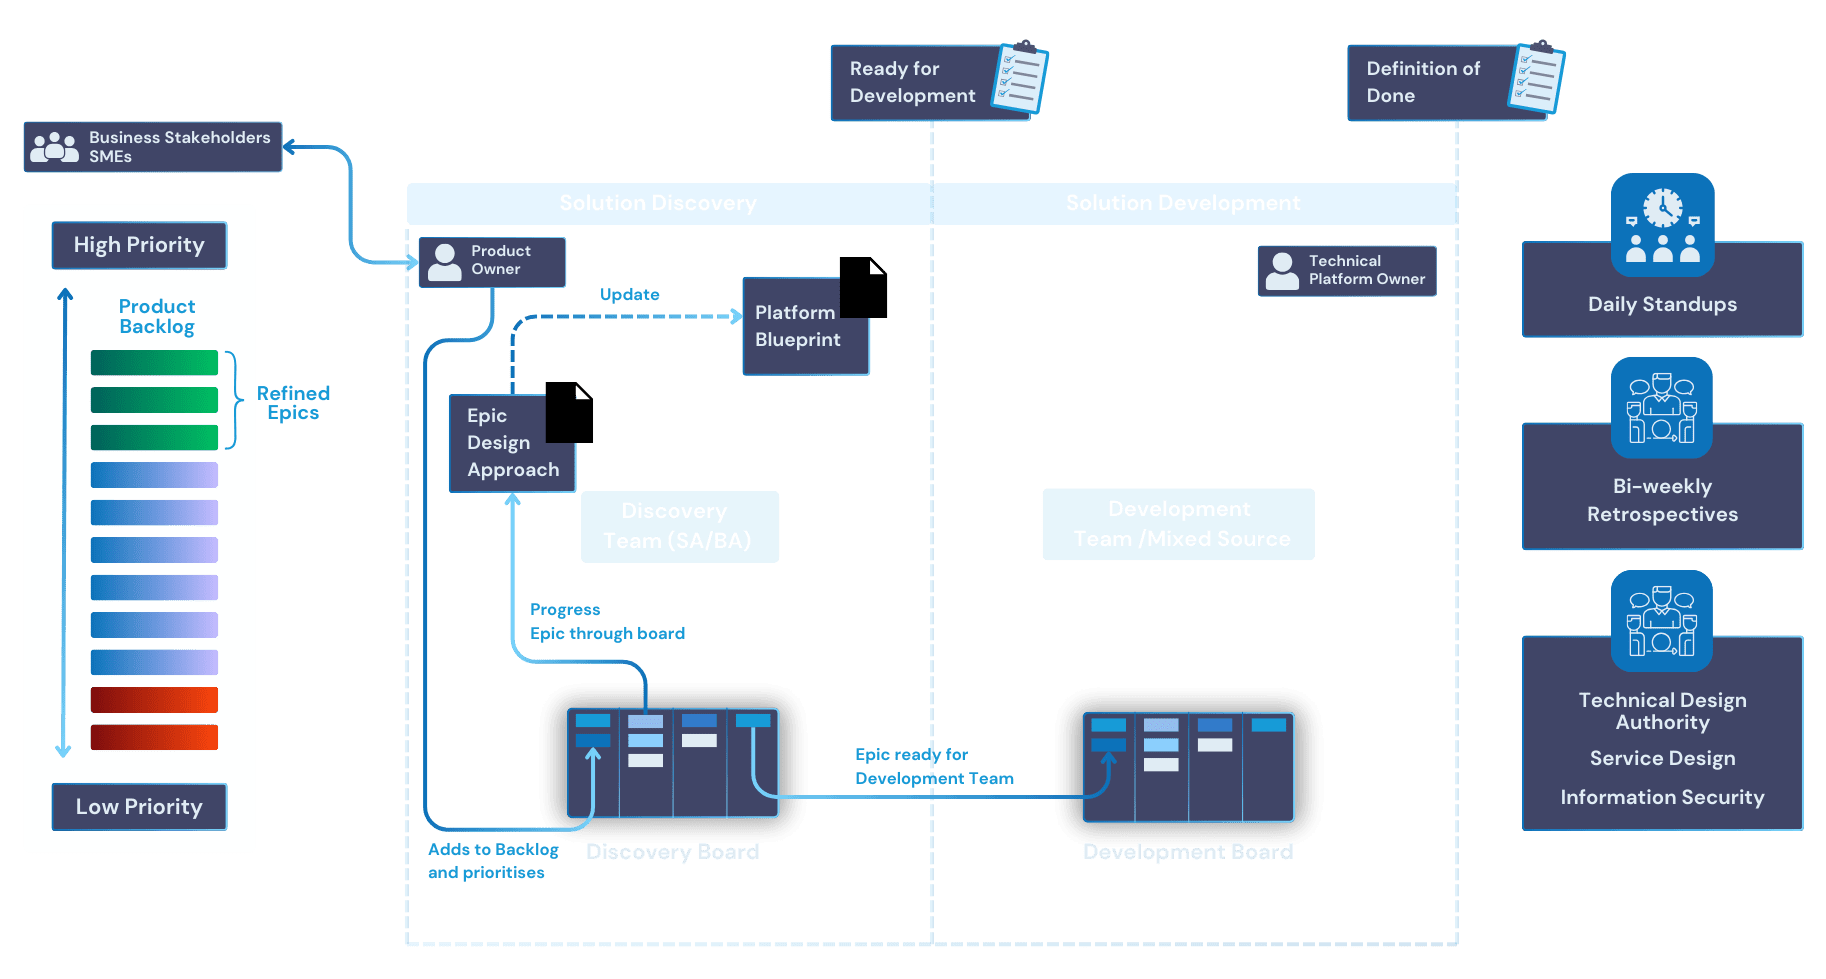 Ready for
Development
Definition of
Done
Business Stakeholders
SMEs
Solution Discovery
Solution Development
High Priority
Product
Owner
Technical
Platform Owner
Update
Platform
Blueprint
Daily Standups
Product
Backlog
Refined
Epics
Epic
Design
Approach
Discovery
Team (SA/BA)
Development
Team /Mixed Source
Bi-weekly
Retrospectives
Progress
Epic through board
Epic ready for
Development Team
Technical Design
Authority
Service Design
Information Security
Low Priority
Adds to Backlog
and prioritises
Discovery Board
Development Board